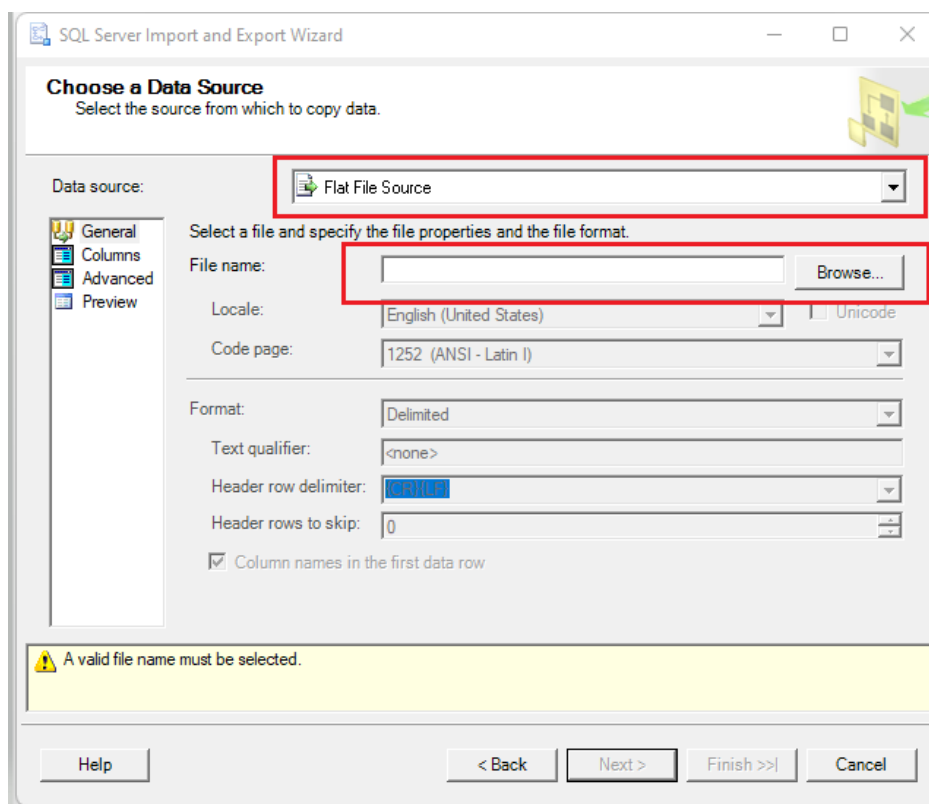 SQL Server Import and Export Wizard
Choose a Data Source
Select the source from which to copy data.
Data source:
Flat File Source
General
Columns
Advanced
Preview
Select a file and specify the file properties and the file format.
File name:
Browse...
Locale:
English (United States)
Unicode
Code page:
1252 (ANSI - Latin I)
Format:
Delimited
Text qualifier:
<none>
Header row delimiter:
{CR}{LF}
Header rows to skip:
0
Column names in the first data row
A valid file name must be selected.
Help
< Back
Next >
Finish >>|
Cancel